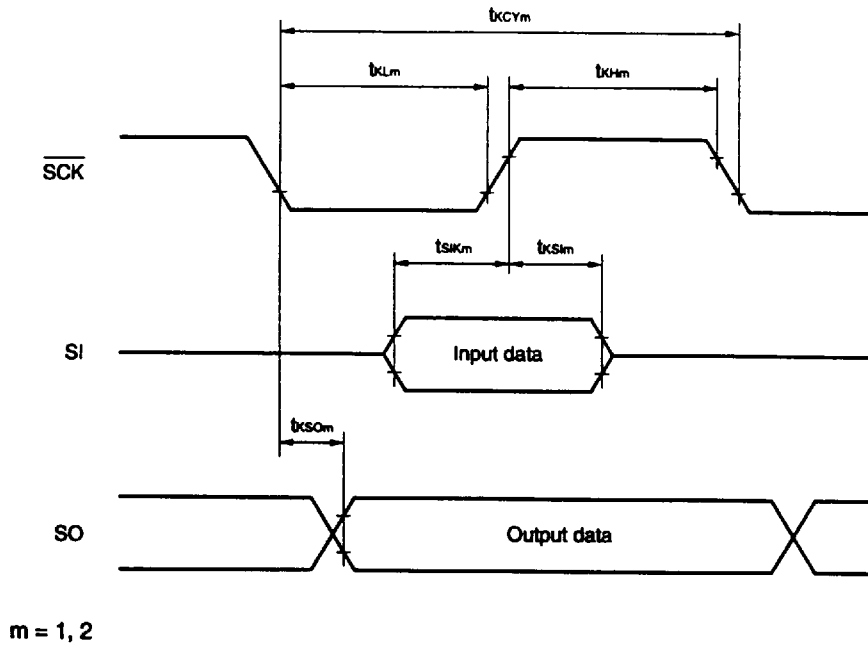 tKCYm
tKLm
tKHm
SCK
tSIKm
tKSIm
SI
Input data
tKSOm
SO
Output data
m = 1, 2